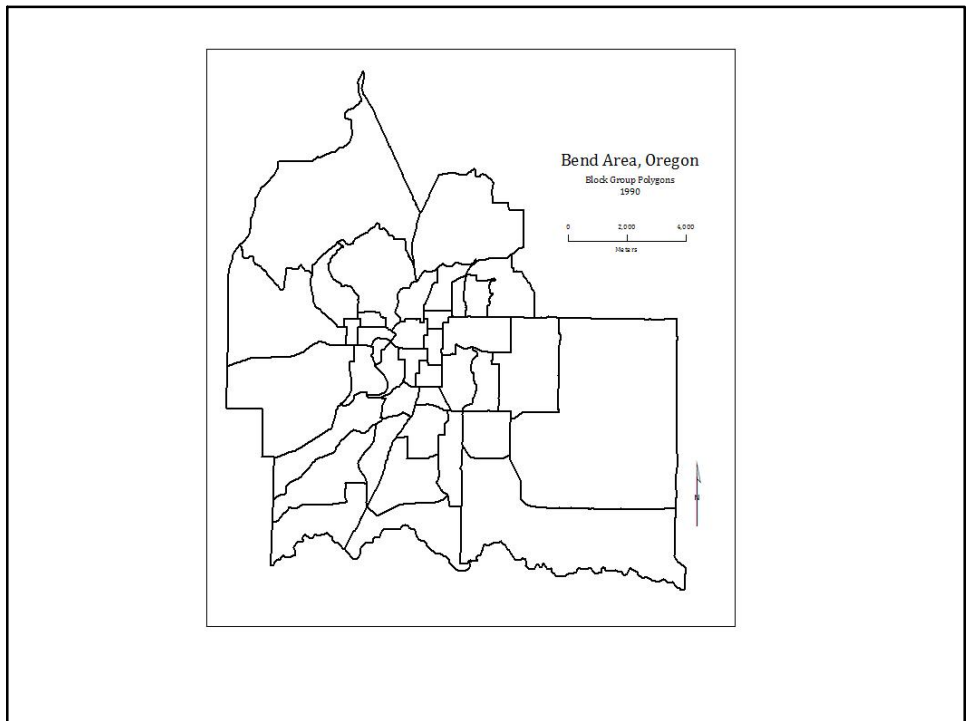 Bend Area, Oregon
Block Group Polygons
1990
0 2,000 4,000
Meters
N